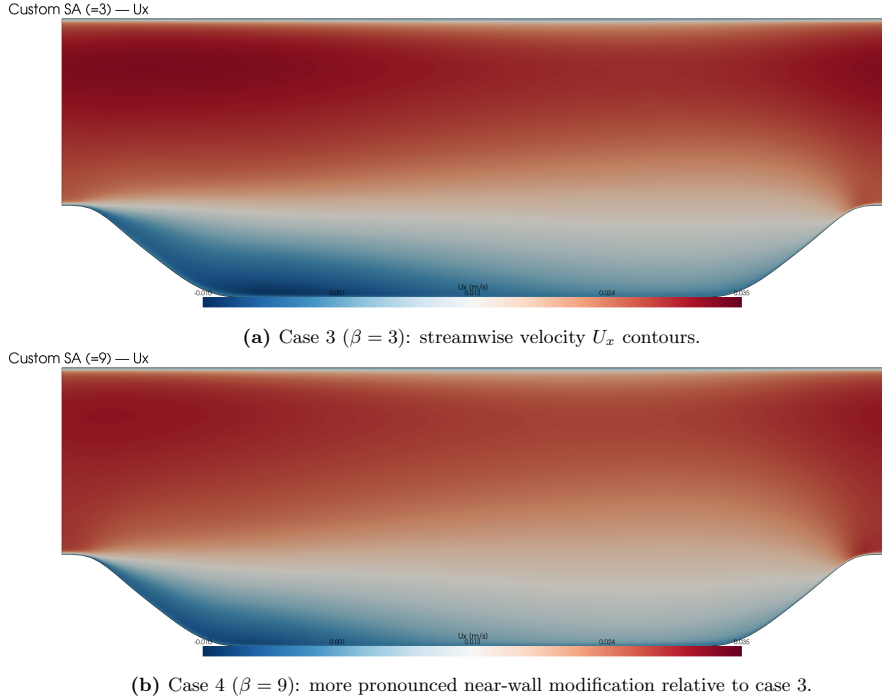 Custom SA (=3) — Ux
Ux (m/s)
-0.010 0.001 0.013 0.024 0.035
(a) Case 3 (β = 3): streamwise velocity Uₓ contours.
Custom SA (=9) — Ux
Ux (m/s)
-0.010 0.001 0.013 0.024 0.035
(b) Case 4 (β = 9): more pronounced near-wall modification relative to case 3.